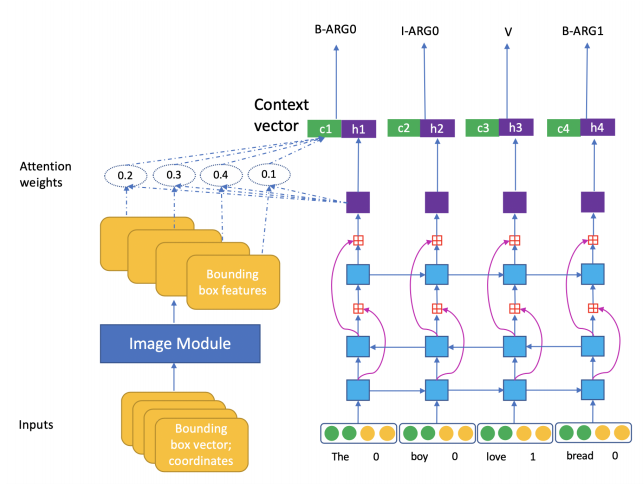 B-ARG0 I-ARG0 V B-ARG1
Context
vector
c1 h1 c2 h2 c3 h3 c4 h4
Attention
weights
0.2 0.3 0.4 0.1
Bounding
box features
Image Module
Inputs
Bounding
box vector;
coordinates
The 0 boy 0 love 1 bread 0